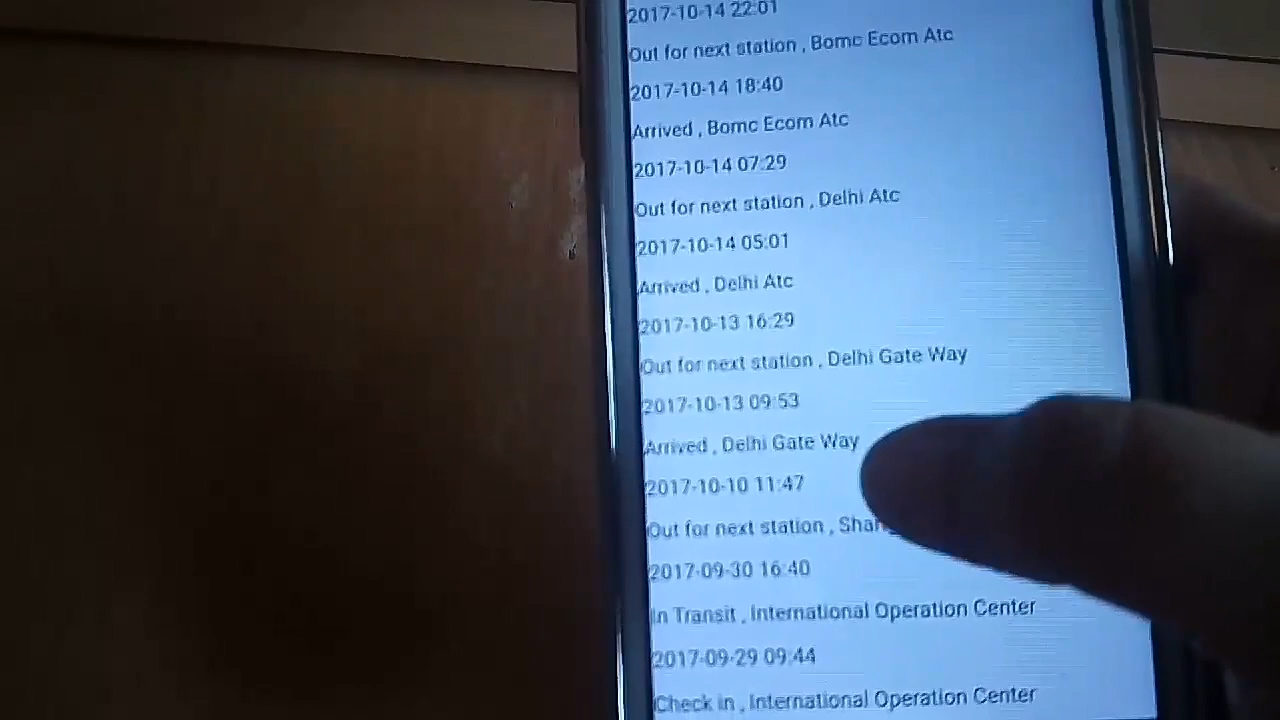 2017-10-14 22:01
Out for next station , Bomc Ecom Atc
2017-10-14 18:40
Arrived , Bomc Ecom Atc
2017-10-14 07:29
Out for next station , Delhi Atc
2017-10-14 05:01
Arrived , Delhi Atc
2017-10-13 16:29
Out for next station , Delhi Gate Way
2017-10-13 09:53
Arrived , Delhi Gate Way
2017-10-10 11:47
Out for next station ,
2017-09-30 16:40
In Transit , International Operation Center
2017-09-29 09:44
Check in , International Operation Center